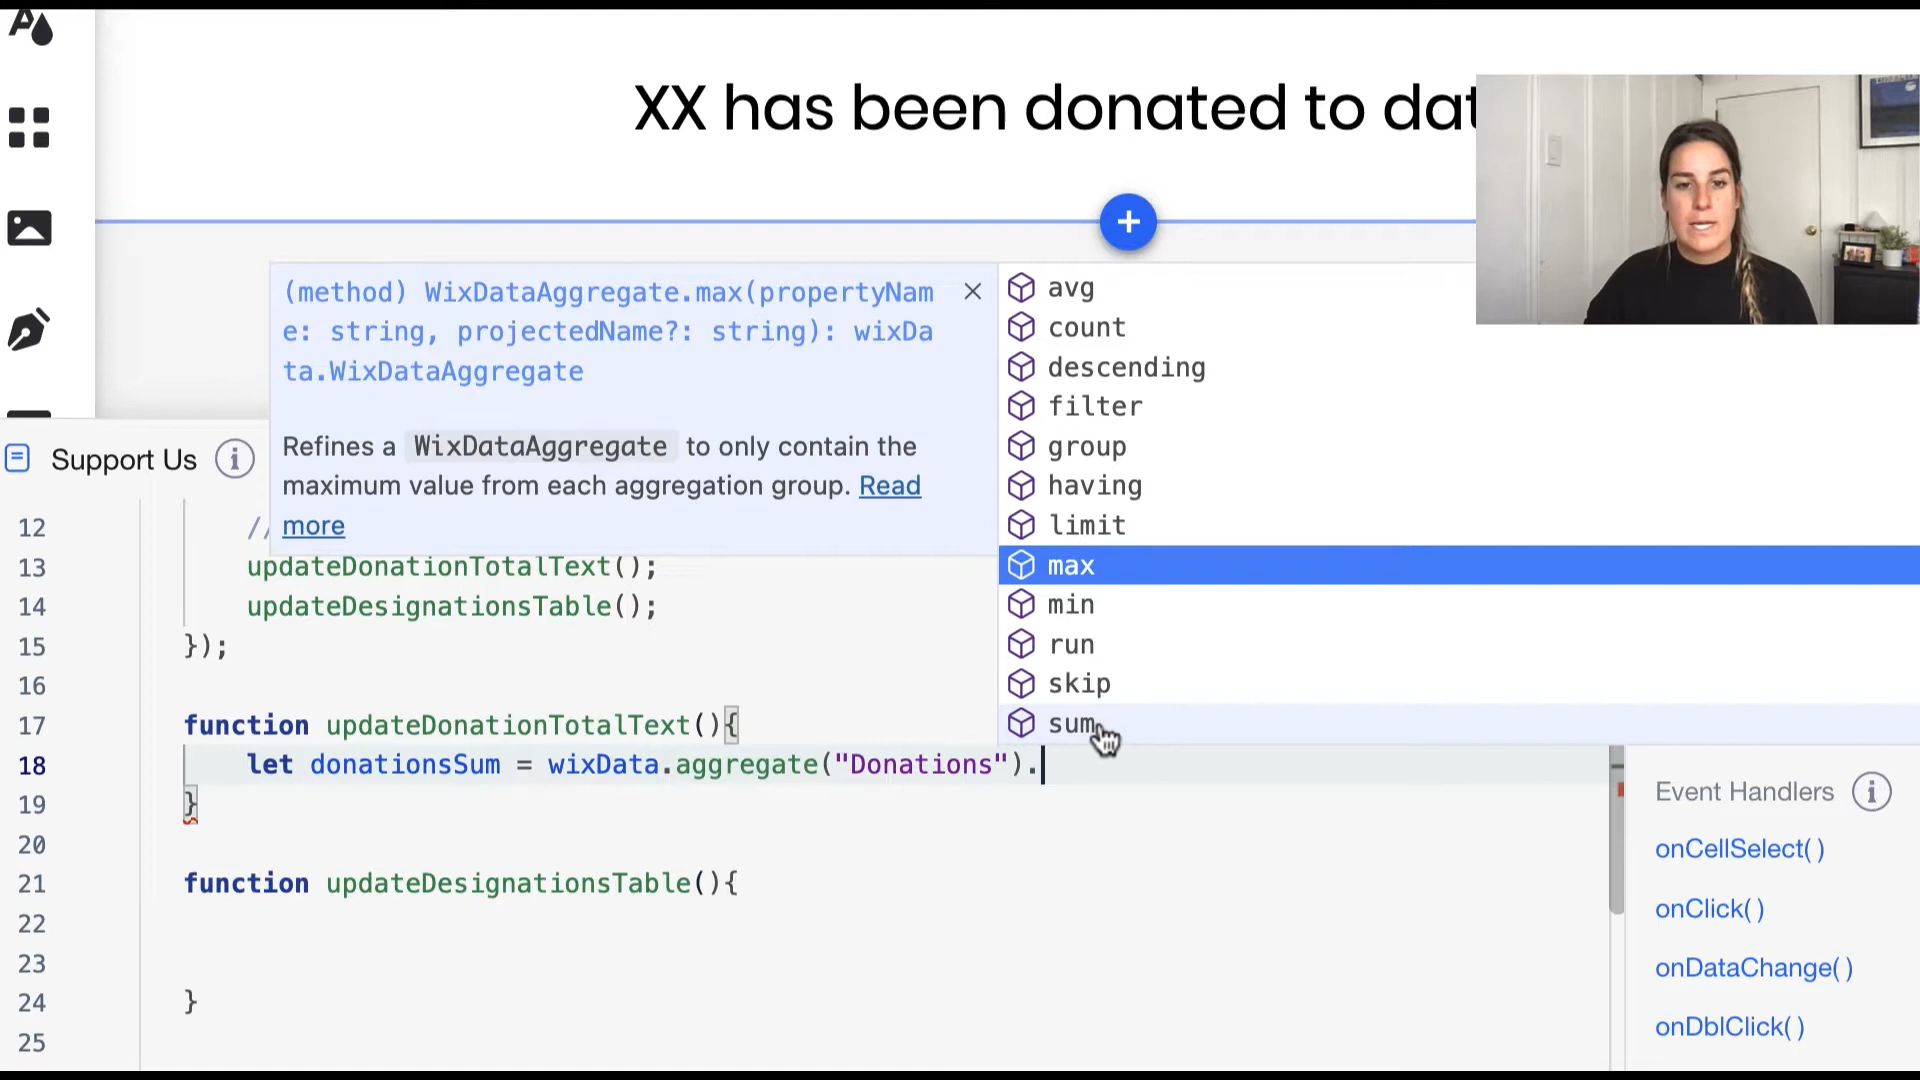 XX has been donated to dat
(method) WixDataAggregate.max(propertyNam
e: string, projectedName?: string): wixDa
ta.WixDataAggregate
Refines a WixDataAggregate to only contain the
maximum value from each aggregation group. Read
more
avg
count
descending
filter
group
having
limit
max
min
run
skip
sum
Support Us
12 //
13 updateDonationTotalText();
14 updateDesignationsTable();
15 });
16
17 function updateDonationTotalText(){
18 let donationsSum = wixData.aggregate("Donations").
19 }
20
21 function updateDesignationsTable(){
22
23
24 }
25
Event Handlers
onCellSelect()
onClick()
onDataChange()
onDblClick()